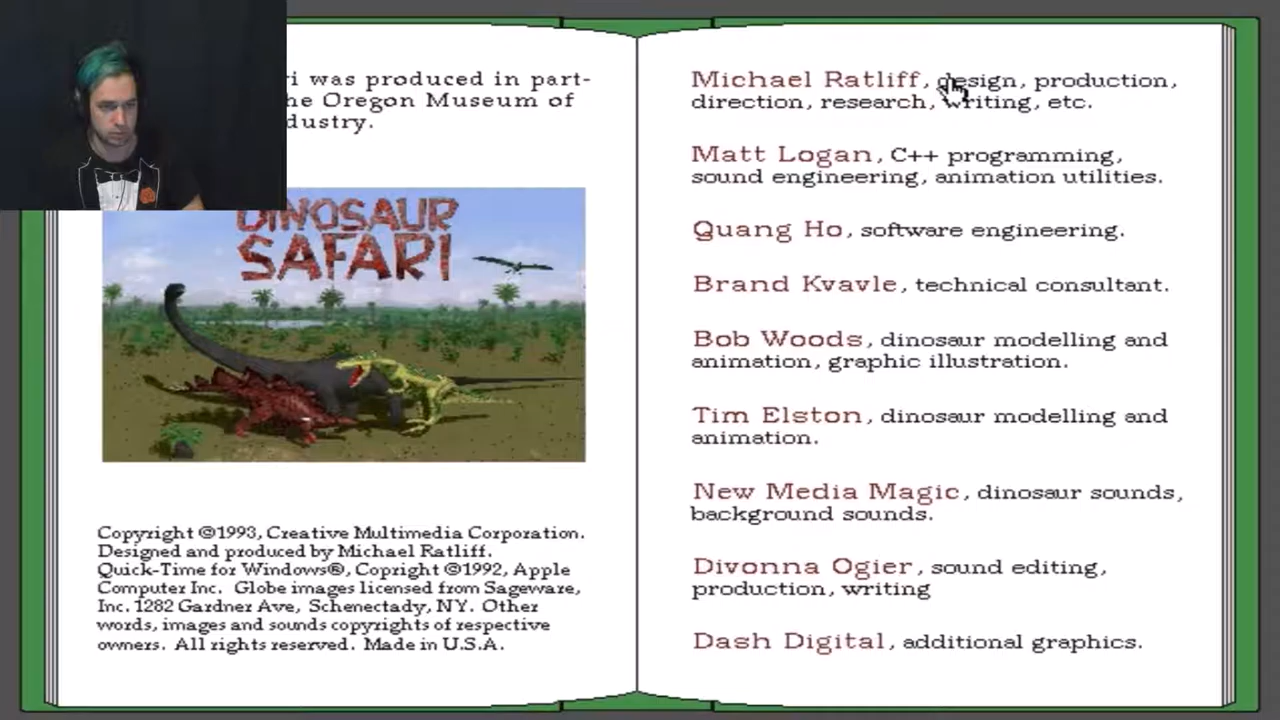 was produced in part-
he Oregon Museum of
dustry.
DINOSAUR
SAFARI
Copyright ©1993, Creative Multimedia Corporation.
Designed and produced by Michael Ratliff.
Quick-Time for Windows®, Copright ©1992, Apple
Computer Inc. Globe images licensed from Sageware,
Inc. 1282 Gardner Ave, Schenectady, NY. Other
words, images and sounds copyrights of respective
owners. All rights reserved. Made in U.S.A.
Michael Ratliff, design, production,
direction, research, writing, etc.
Matt Logan, C++ programming,
sound engineering, animation utilities.
Quang Ho, software engineering.
Brand Kvavle, technical consultant.
Bob Woods, dinosaur modelling and
animation, graphic illustration.
Tim Elston, dinosaur modelling and
animation.
New Media Magic, dinosaur sounds,
background sounds.
Divonna Ogier, sound editing,
production, writing
Dash Digital, additional graphics.